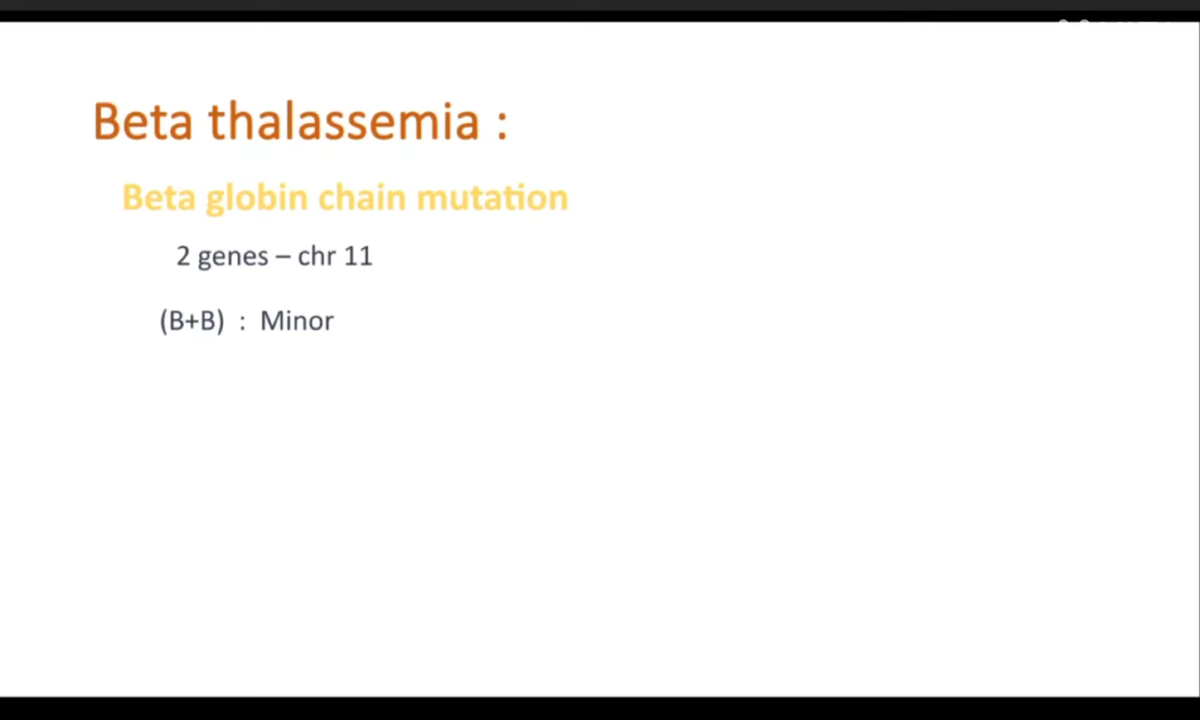 Beta thalassemia :
Beta globin chain mutation
2 genes – chr 11
(B+B) : Minor